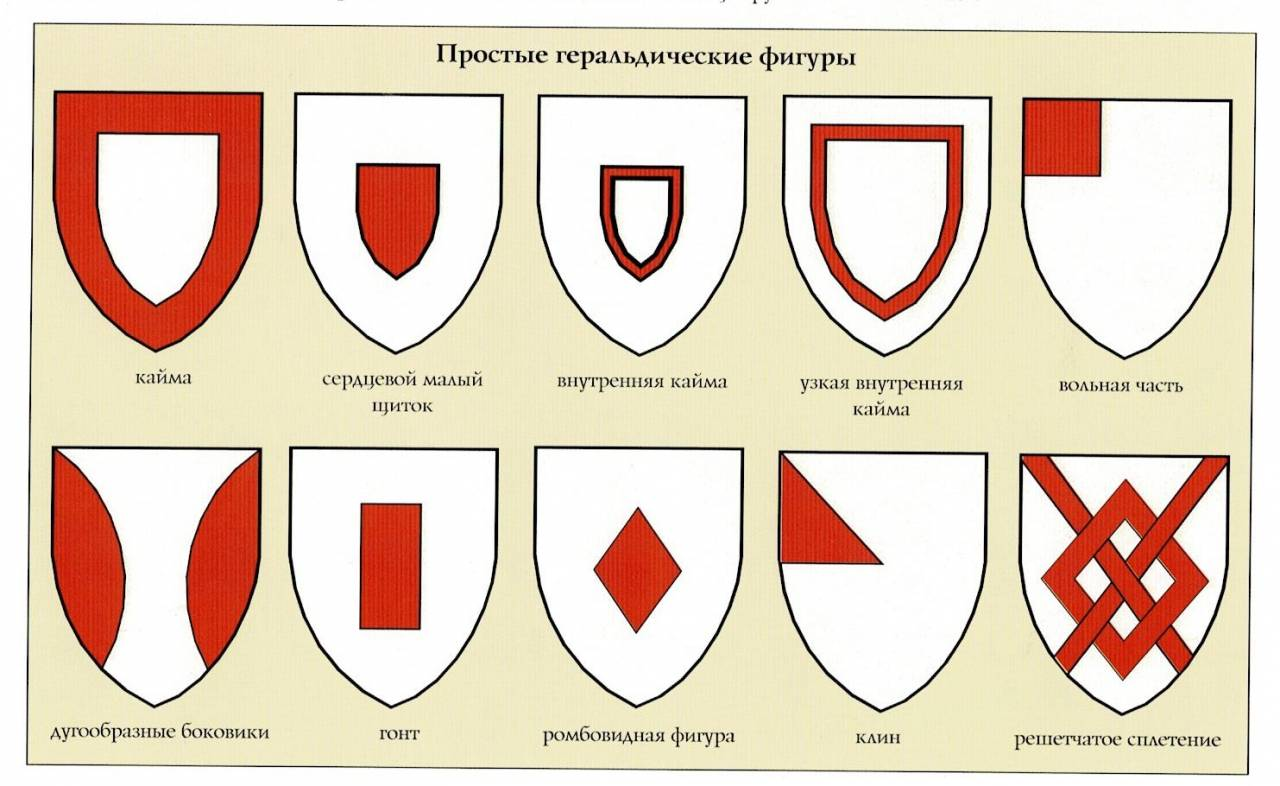 Простые геральдические фигуры
кайма
сердцевой малый
щиток
внутренняя кайма
узкая внутренняя
кайма
вольная часть
дугообразные боковики
гонт
ромбовидная фигура
клин
решетчатое сплетение